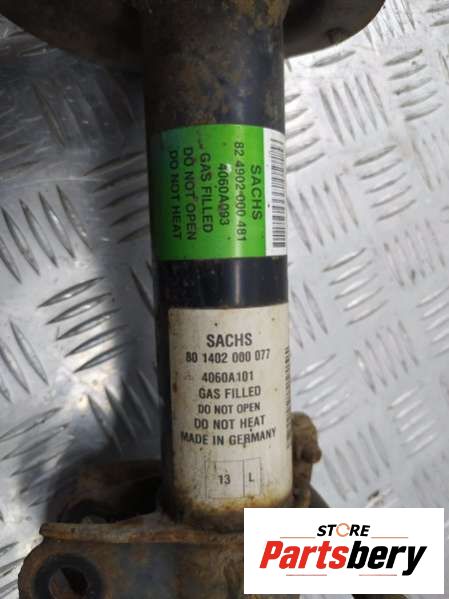 SACHS
82 4902 000 481
4060A093
GAS FILLED
DO NOT OPEN
DO NOT HEAT
SACHS
80 1402 000 077
4060A101
GAS FILLED
DO NOT OPEN
DO NOT HEAT
MADE IN GERMANY
13 L
STORE
Partsbery